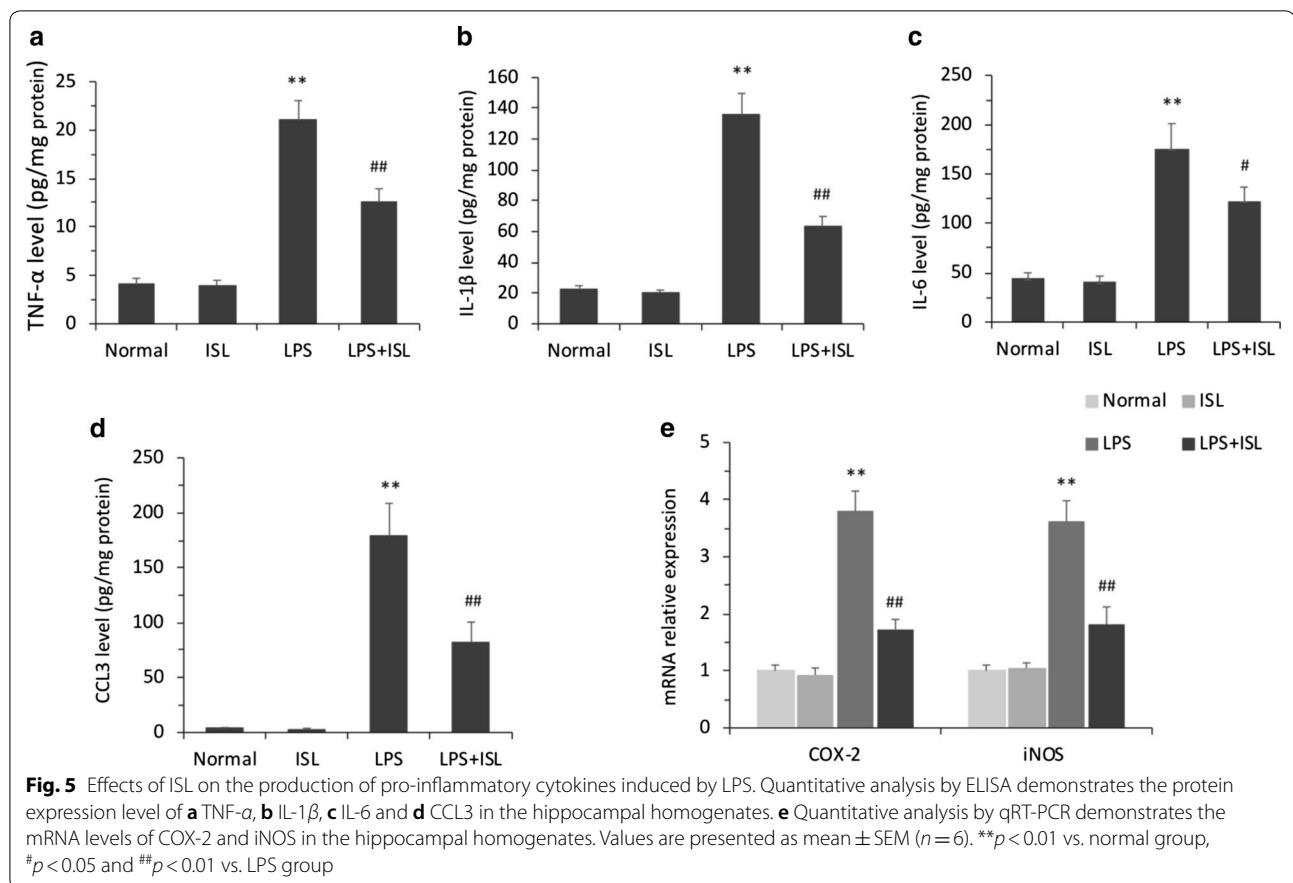 a
TNF-α level (pg/mg protein)
25
20
15
10
5
0
**
##
Normal ISL LPS LPS+ISL
b
IL-1β level (pg/mg protein)
160
140
120
100
80
60
40
20
0
**
##
Normal ISL LPS LPS+ISL
c
IL-6 level (pg/mg protein)
250
200
150
100
50
0
**
#
Normal ISL LPS LPS+ISL
d
CCL3 level (pg/mg protein)
250
200
150
100
50
0
**
##
Normal ISL LPS LPS+ISL
e
Normal ISL
LPS LPS+ISL
mRNA relative expression
5
4
3
2
1
0
**
##
**
##
COX-2 iNOS
Fig. 5 Effects of ISL on the production of pro-inflammatory cytokines induced by LPS. Quantitative analysis by ELISA demonstrates the protein
expression level of a TNF-α, b IL-1β, c IL-6 and d CCL3 in the hippocampal homogenates. e Quantitative analysis by qRT-PCR demonstrates the
mRNA levels of COX-2 and iNOS in the hippocampal homogenates. Values are presented as mean ± SEM (n = 6). **p < 0.01 vs. normal group,
#p < 0.05 and ##p < 0.01 vs. LPS group